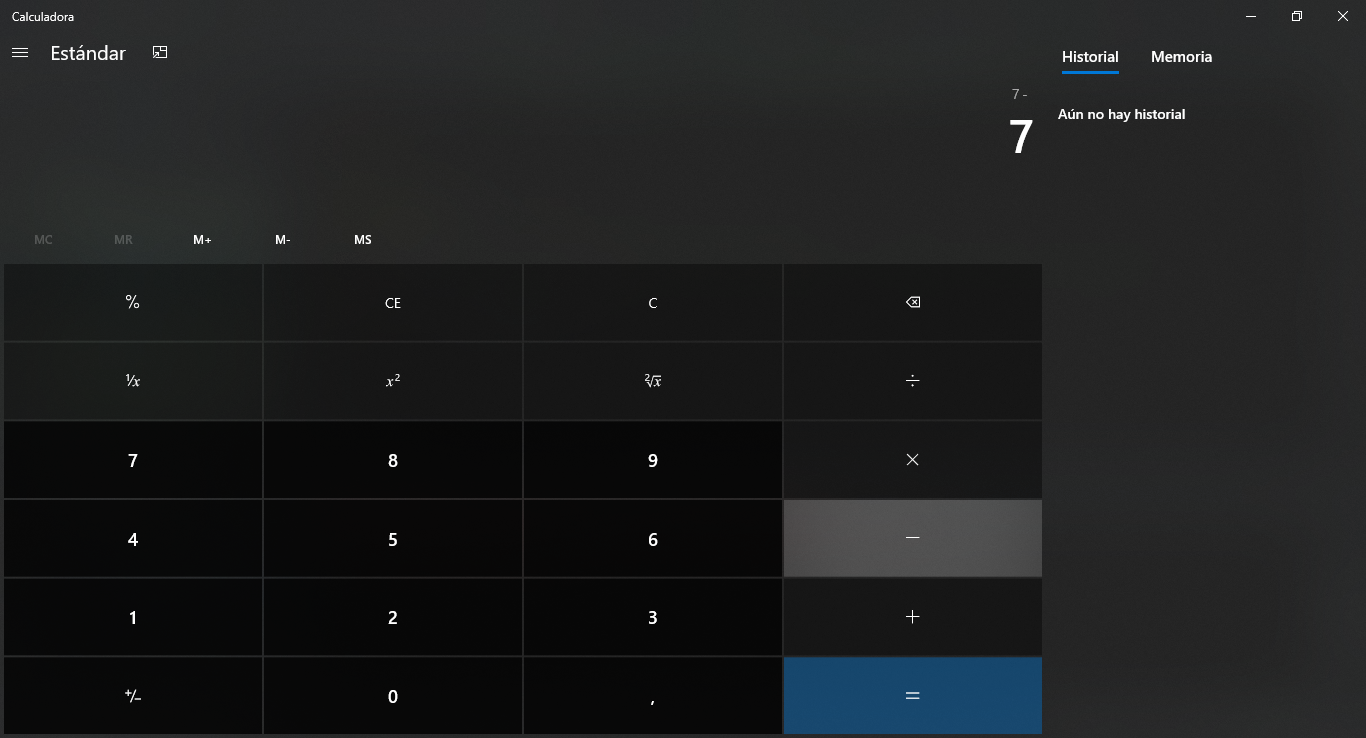 Calculadora
Estándar
Historial Memoria
7 -
7
Aún no hay historial
MC MR M+ M- MS
% CE C
¹/x x² ²√x ÷
7 8 9 ×
4 5 6 −
1 2 3 +
+/− 0 , =